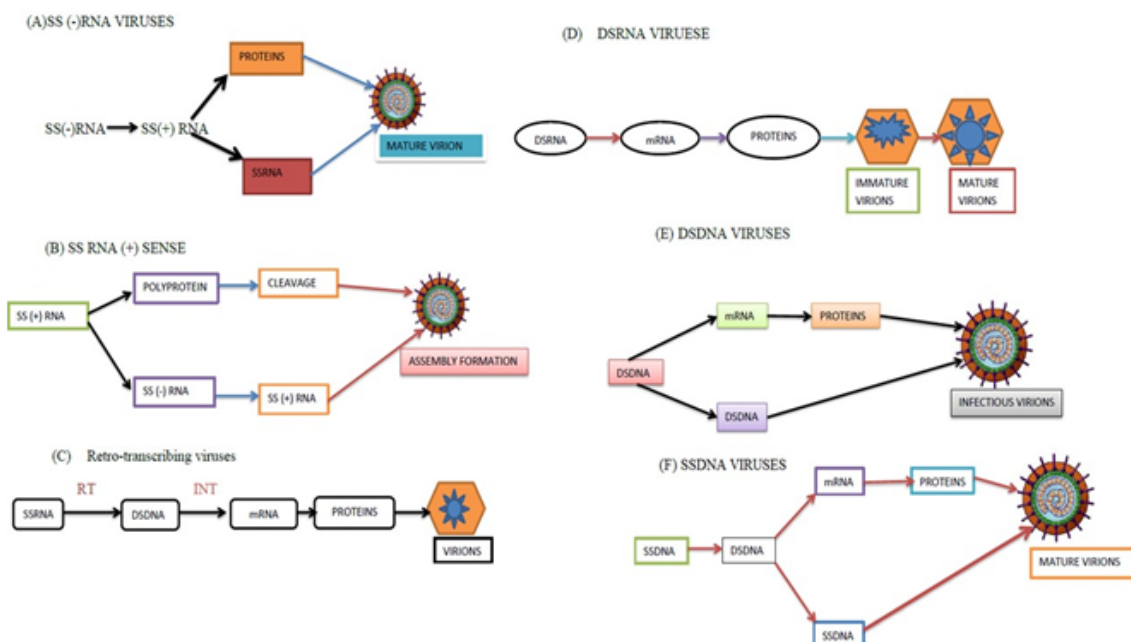 (A)SS (-)RNA VIRUSES
PROTEINS
SS(-)RNA
SS(+) RNA
SSRNA
MATURE VIRION
(B) SS RNA (+) SENSE
POLYPROTEIN
CLEAVAGE
SS (+) RNA
ASSEMBLY FORMATION
SS (-) RNA
SS (+) RNA
(C) Retro-transcribing viruses
RT
INT
SSRNA
DSDNA
mRNA
PROTEINS
VIRIONS
(D) DSRNA VIRUESE
DSRNA
mRNA
PROTEINS
IMMATURE
VIRIONS
MATURE
VIRIONS
(E) DSDNA VIRUSES
mRNA
PROTEINS
DSDNA
INFECTIOUS VIRIONS
DSDNA
(F) SSDNA VIRUSES
mRNA
PROTEINS
SSDNA
DSDNA
MATURE VIRIONS
SSDNA